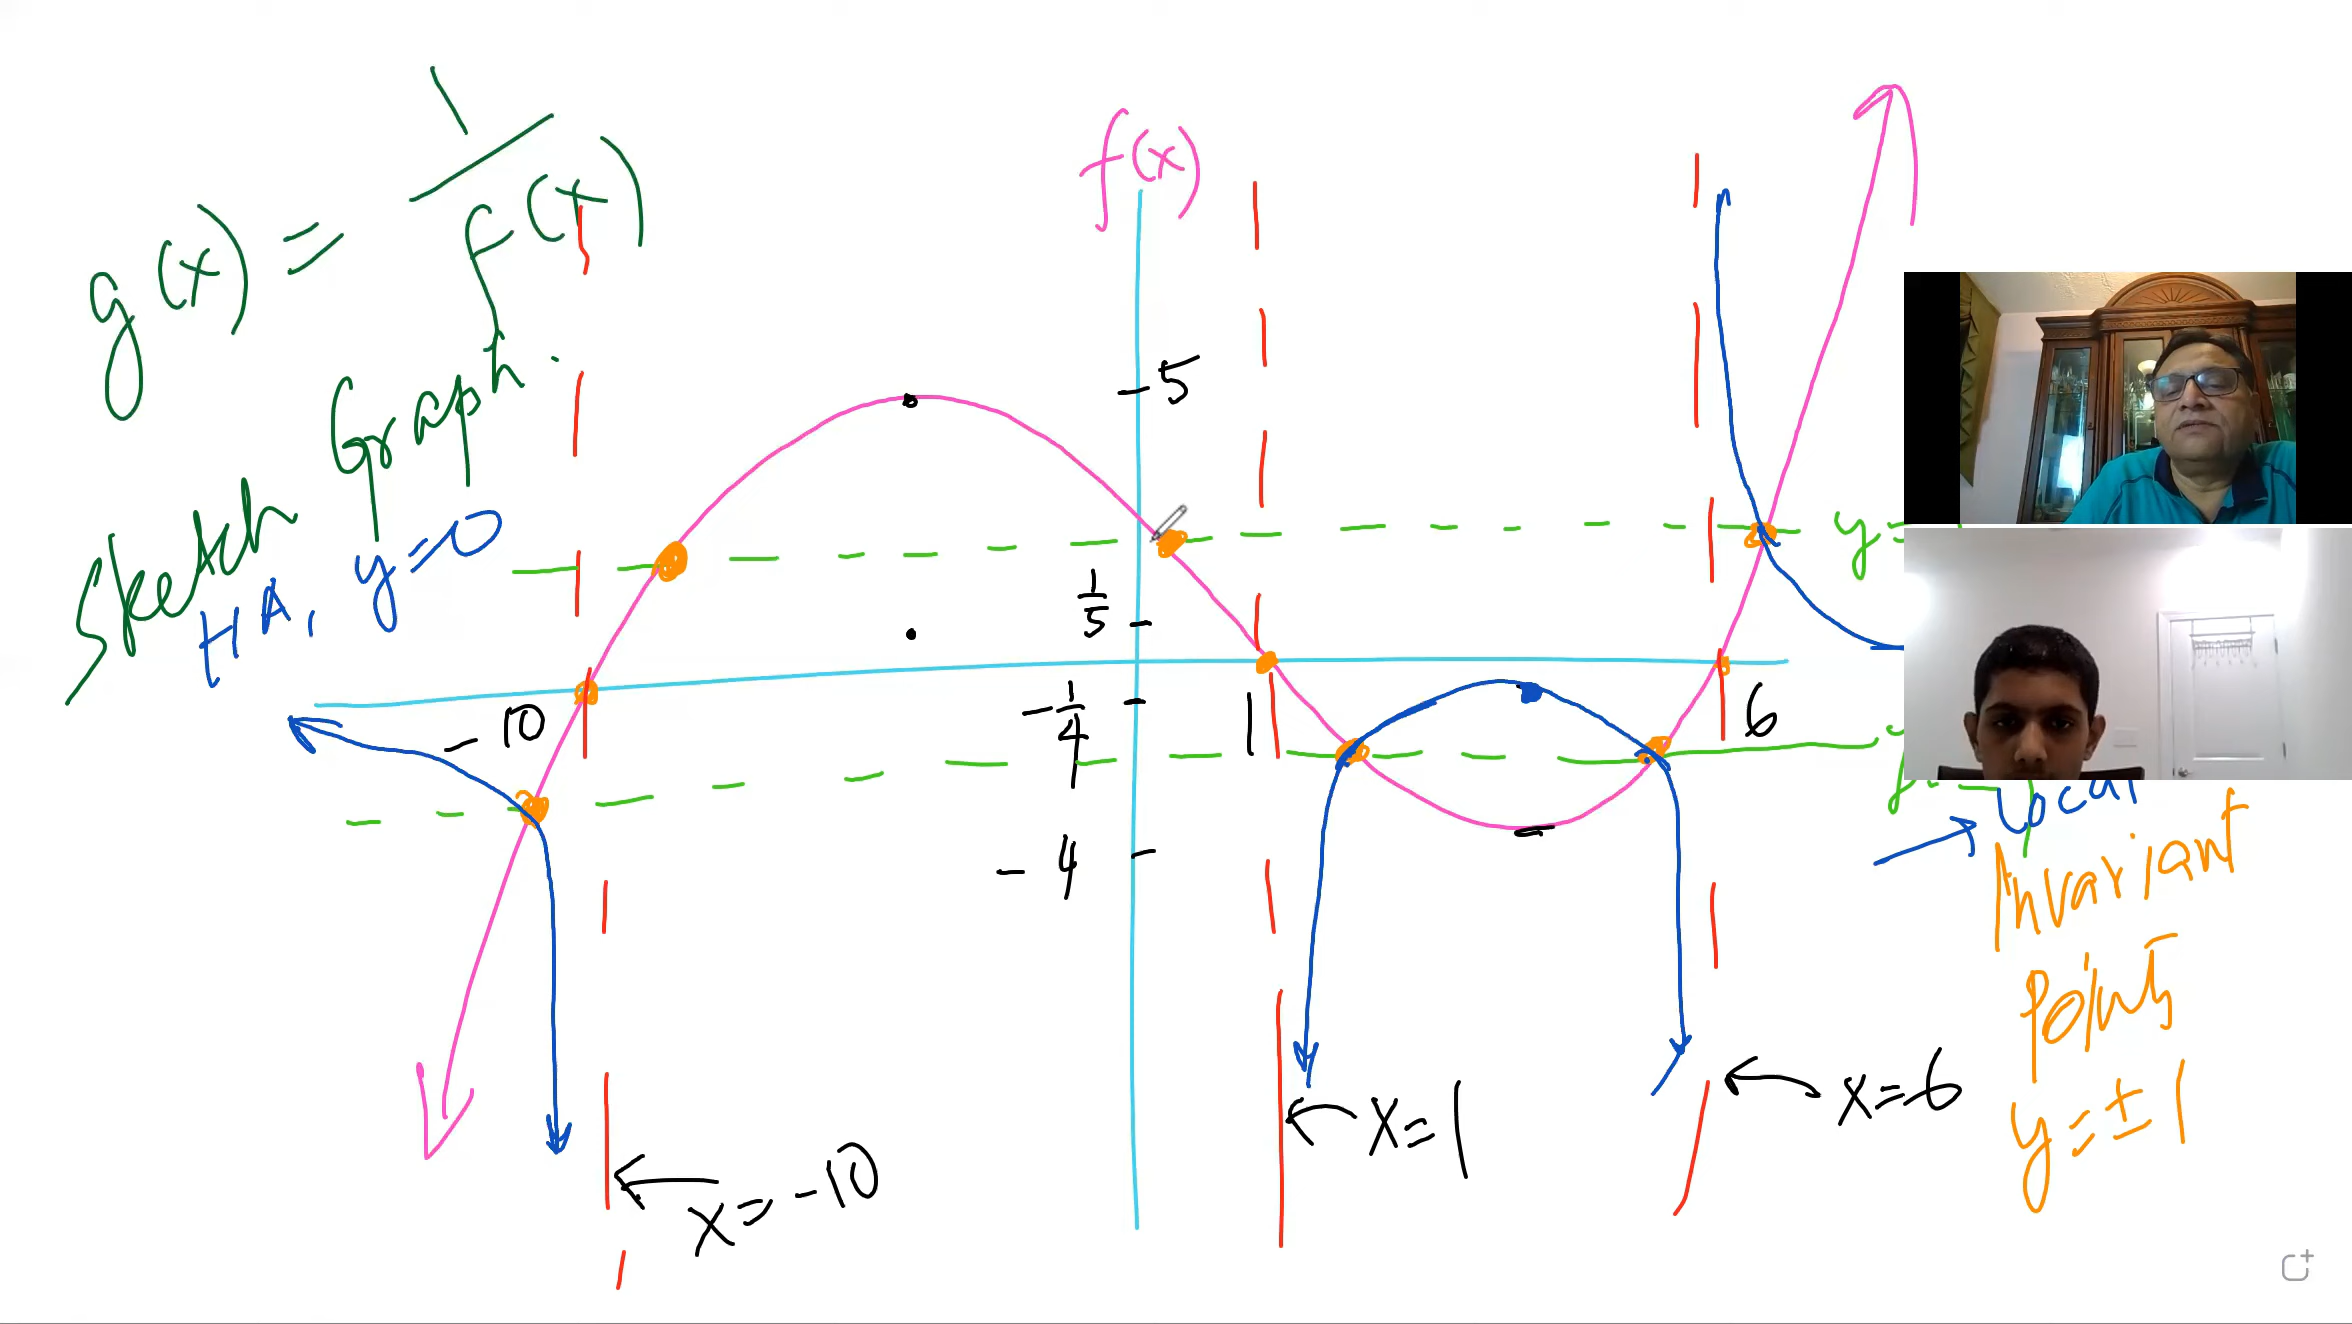 g(x) = 1/f(x)
Sketch Graph.
HA, y=0
f(x)
5
1/5
-1/4
-4
-10
1
6
y=
y
Local
Invariant
Points
y=±1
x=-10
x=1
x=6